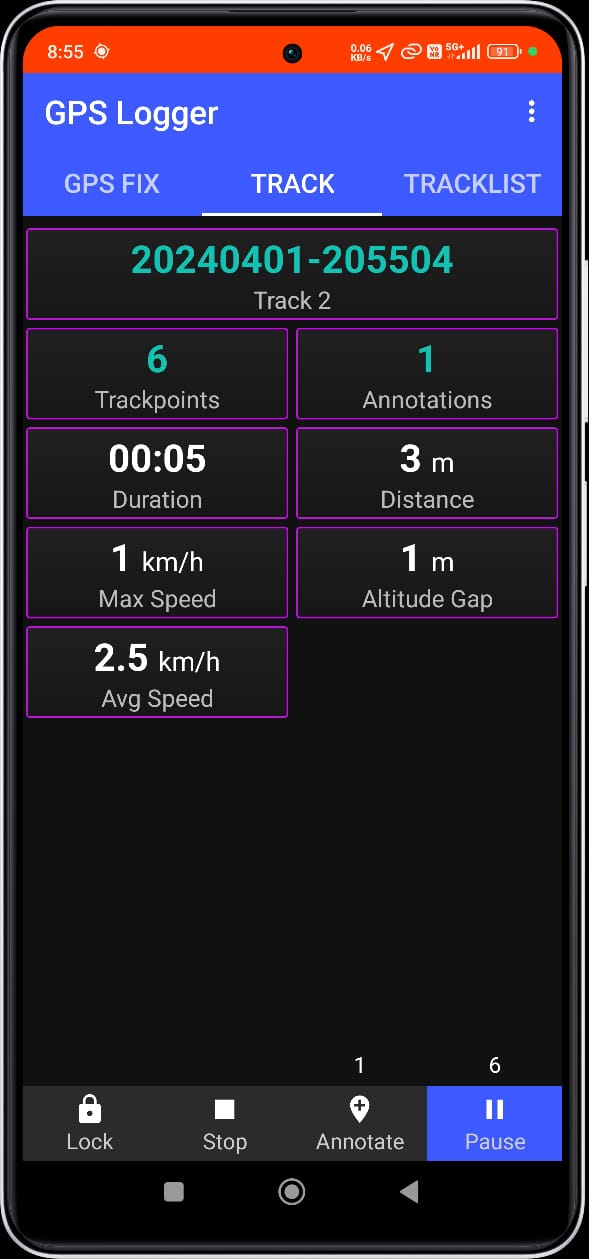 8:55 0.06 KB/s Vo NR 5G+ 91
GPS Logger
GPS FIX TRACK TRACKLIST
20240401-205504
Track 2
6 1
Trackpoints Annotations
00:05 3 m
Duration Distance
1 km/h 1 m
Max Speed Altitude Gap
2.5 km/h
Avg Speed
1 6
Lock Stop Annotate Pause